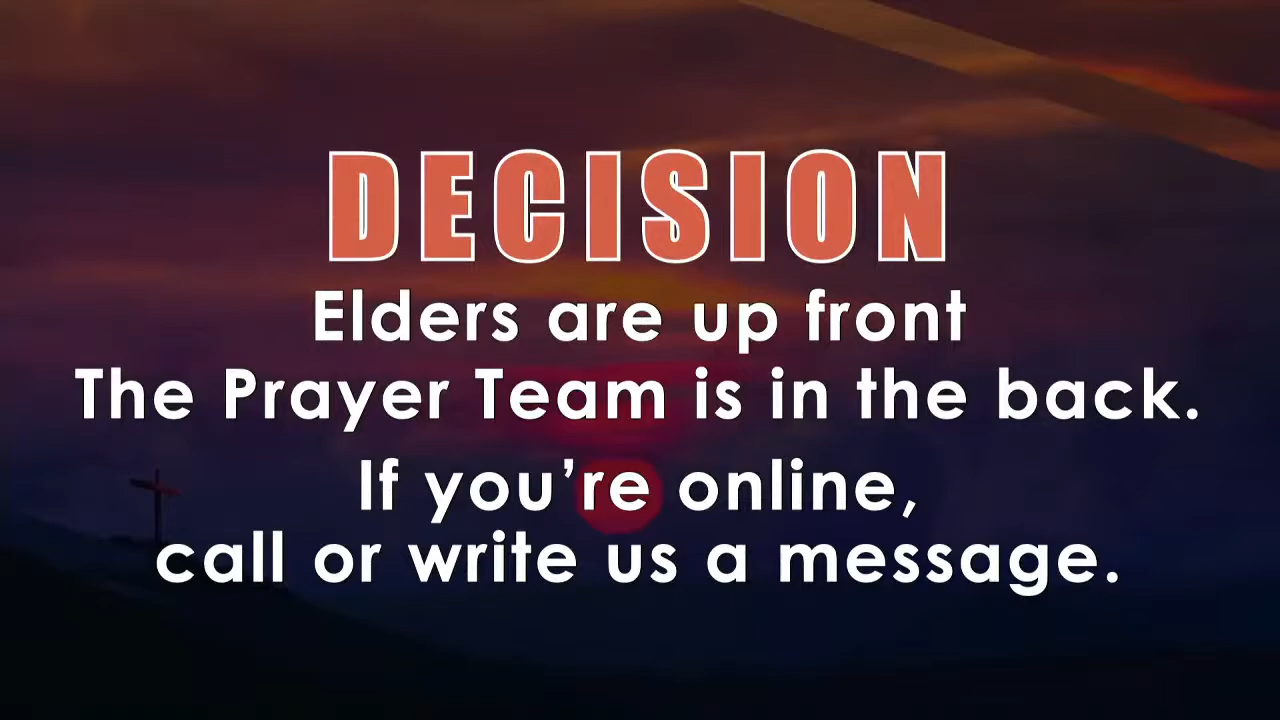 DECISION
Elders are up front
The Prayer Team is in the back.
If you’re online,
call or write us a message.